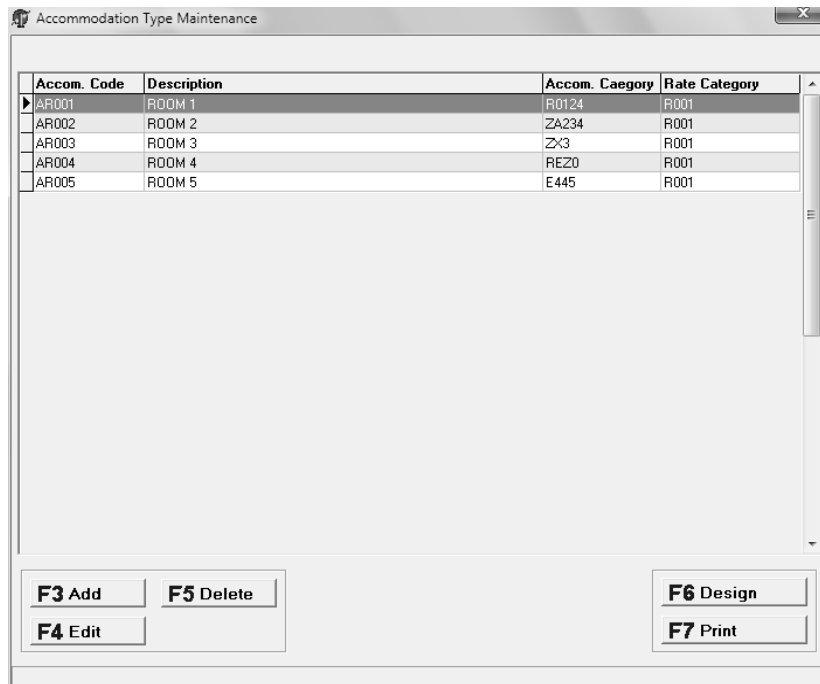 Accommodation Type Maintenance
Accom. Code Description Accom. Caegory Rate Category
AR001 ROOM 1 R0124 R001
AR002 ROOM 2 ZA234 R001
AR003 ROOM 3 ZX3 R001
AR004 ROOM 4 REZ0 R001
AR005 ROOM 5 E445 R001
F3 Add F5 Delete F6 Design
F4 Edit F7 Print